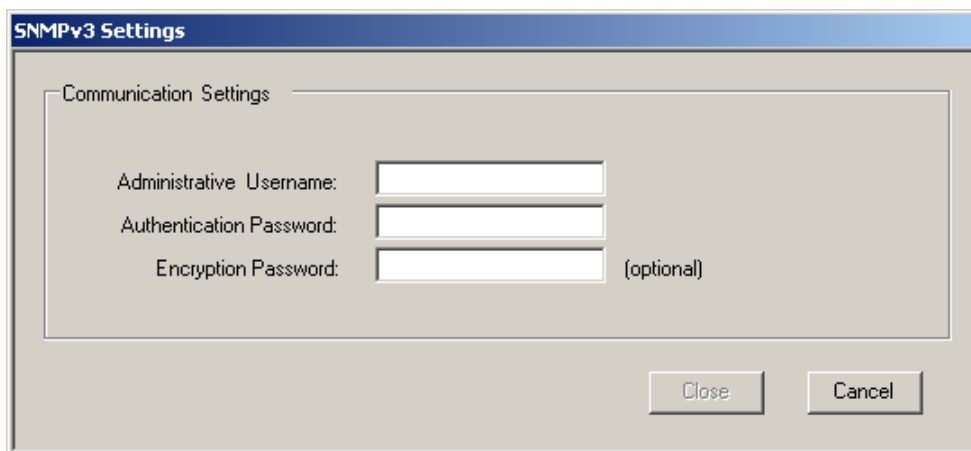 SNMPv3 Settings
Communication Settings
Administrative Username:
Authentication Password:
Encryption Password: (optional)
Close Cancel